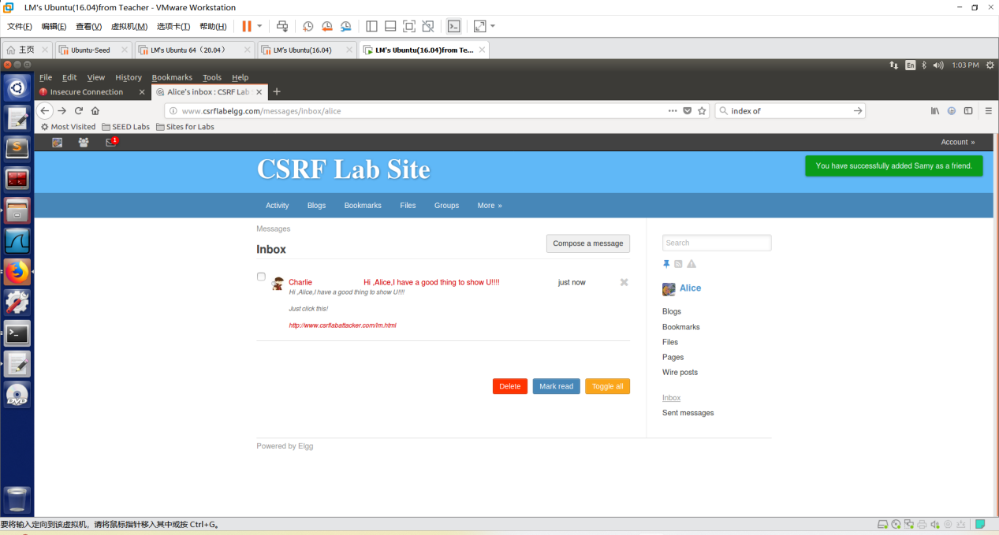 LM's Ubuntu(16.04)from Teacher - VMware Workstation
文件(F) 编辑(E) 查看(V) 虚拟机(M) 选项卡(T) 帮助(H)
主页 Ubuntu-Seed LM's Ubuntu 64（20.04） LM's Ubuntu(16.04) LM's Ubuntu(16.04)from Te...
En 1:03 PM
File Edit View History Bookmarks Tools Help
Insecure Connection Alice's inbox : CSRF Lab S
www.csrflabelgg.com/messages/inbox/alice index of
Most Visited SEED Labs Sites for Labs
1 Account »
CSRF Lab Site
You have successfully added Samy as a friend.
Activity Blogs Bookmarks Files Groups More »
Messages
Inbox
Compose a message
Search
Charlie Hi ,Alice,I have a good thing to show U!!!! just now
Hi ,Alice,I have a good thing to show U!!!!
Just click this!
http://www.csrflabattacker.com/lm.html
Delete Mark read Toggle all
Alice
Blogs
Bookmarks
Files
Pages
Wire posts
Inbox
Sent messages
Powered by Elgg
DVD
要将输入定向到该虚拟机，请将鼠标指针移入其中或按 Ctrl+G。